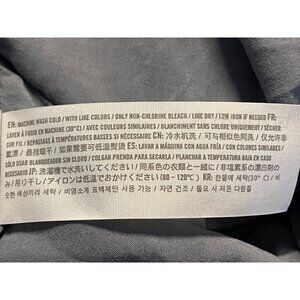 EN: MACHINE WASH COLD / WITH LIKE COLORS / ONLY NON-CHLORINE BLEACH / LINE DRY / LOW IRON IF NEEDED FR:
LAVER À FROID EN MACHINE (30°C) / AVEC COULEURS SIMILAIRES / BLANCHIMENT SANS CHLORE UNIQUEMENT / SÉCHER
SUR FIL / REPASSAGE À TEMPÉRATURES BASSES SI NÉCESSAIRE CN: 冷水机洗 / 可与相似色同洗 / 仅允许非
氯漂 / 悬挂晾干 / 如果需要可低温熨烫 ES: LAVAR A MÁQUINA CON AGUA FRÍA / CON COLORES SIMILARES /
SÓLO USAR BLANQUEADOR SIN CLORO / COLGAR PRENDA PARA SECARLA / PLANCHAR A TEMPERATURA BAJA EN CASO
NECESARIO JP: 洗濯機で水洗いしてください / 同系色の衣類と一緒に / 非塩素系の漂白剤の
み / 吊り干し / アイロンは低温でおかけください (80 ~ 120°C) KR: 찬물에 세탁(30°C) /
비슷한 색끼리 세탁 / 비염소계 표백제만 사용 가능 / 자연 건조 / 필요 시 저온 다림질